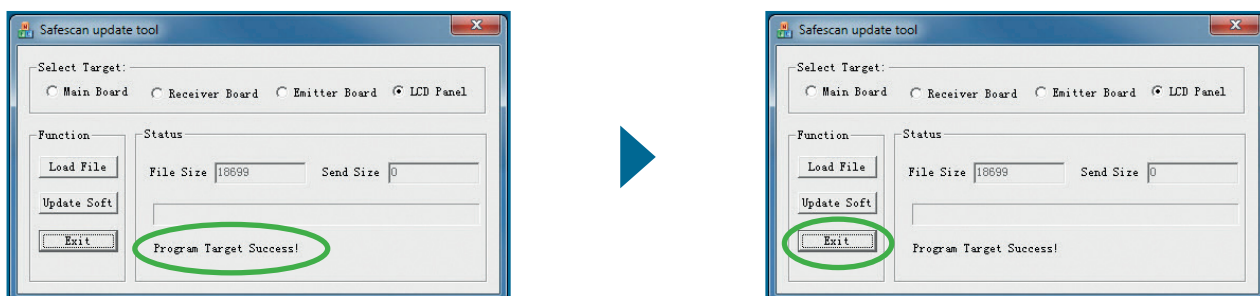 Safescan update tool
Select Target:
Main Board Receiver Board Emitter Board LCD Panel
Function
Status
Load File
File Size 18699 Send Size 0
Update Soft
Exit
Program Target Success!
Safescan update tool
Select Target:
Main Board Receiver Board Emitter Board LCD Panel
Function
Status
Load File
File Size 18699 Send Size 0
Update Soft
Exit
Program Target Success!